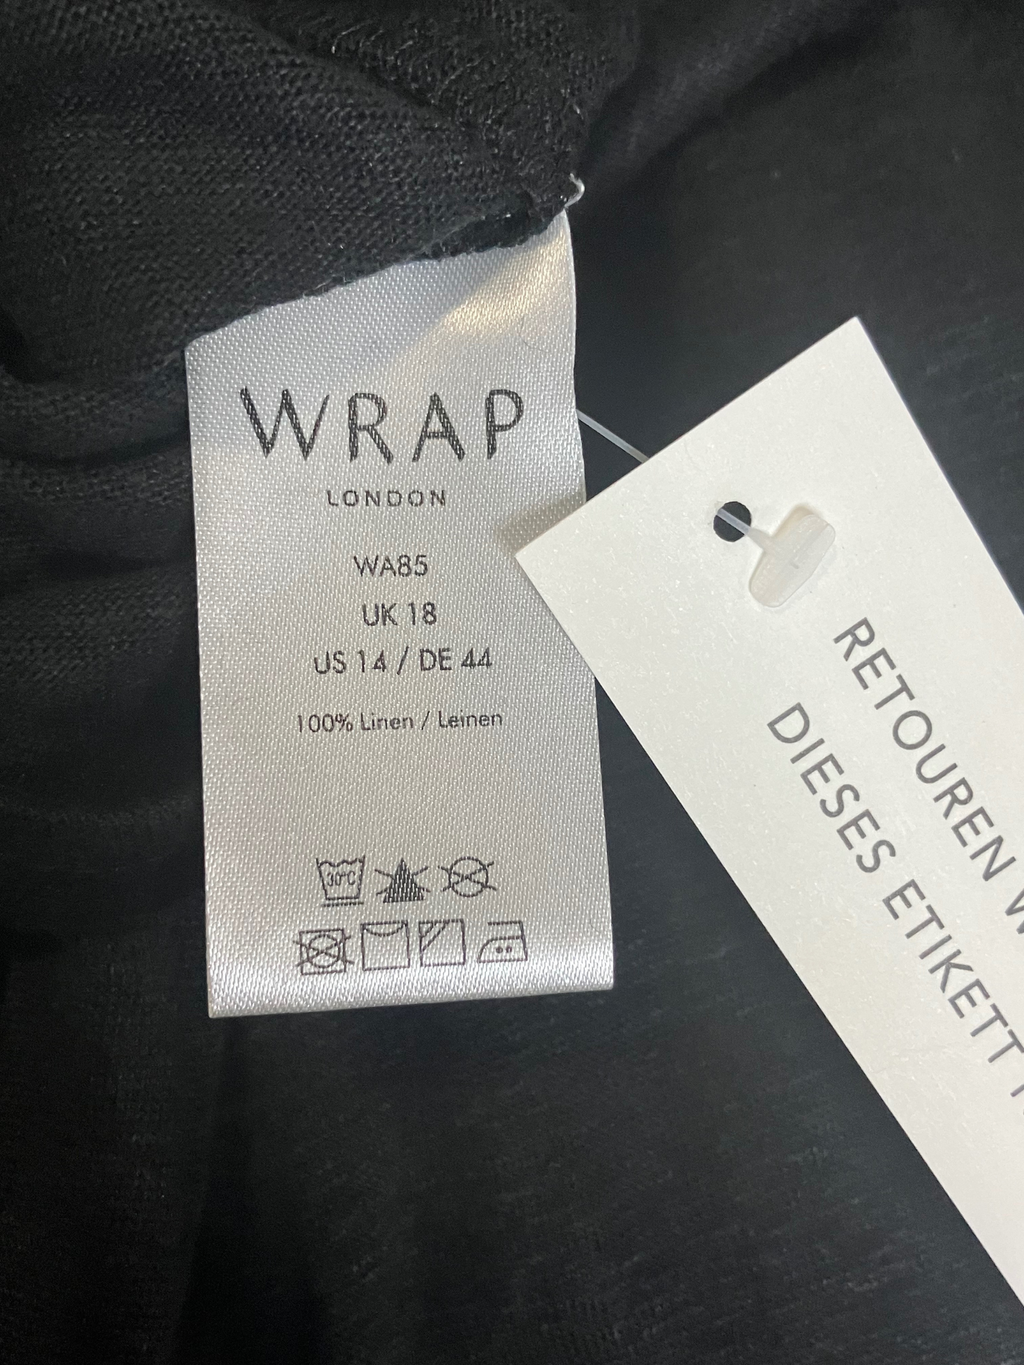 WRAP
LONDON
WA85
UK 18
US 14 / DE 44
100% Linen / Leinen
30°C
RETOUREN
DIESES ETIKETT